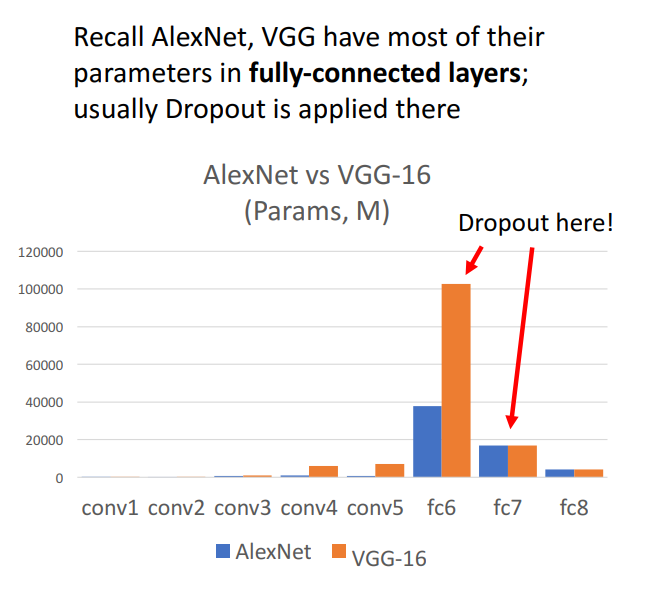 Recall AlexNet, VGG have most of their
parameters in fully-connected layers;
usually Dropout is applied there
AlexNet vs VGG-16
(Params, M)
Dropout here!
120000
100000
80000
60000
40000
20000
0
conv1 conv2 conv3 conv4 conv5 fc6 fc7 fc8
AlexNet VGG-16